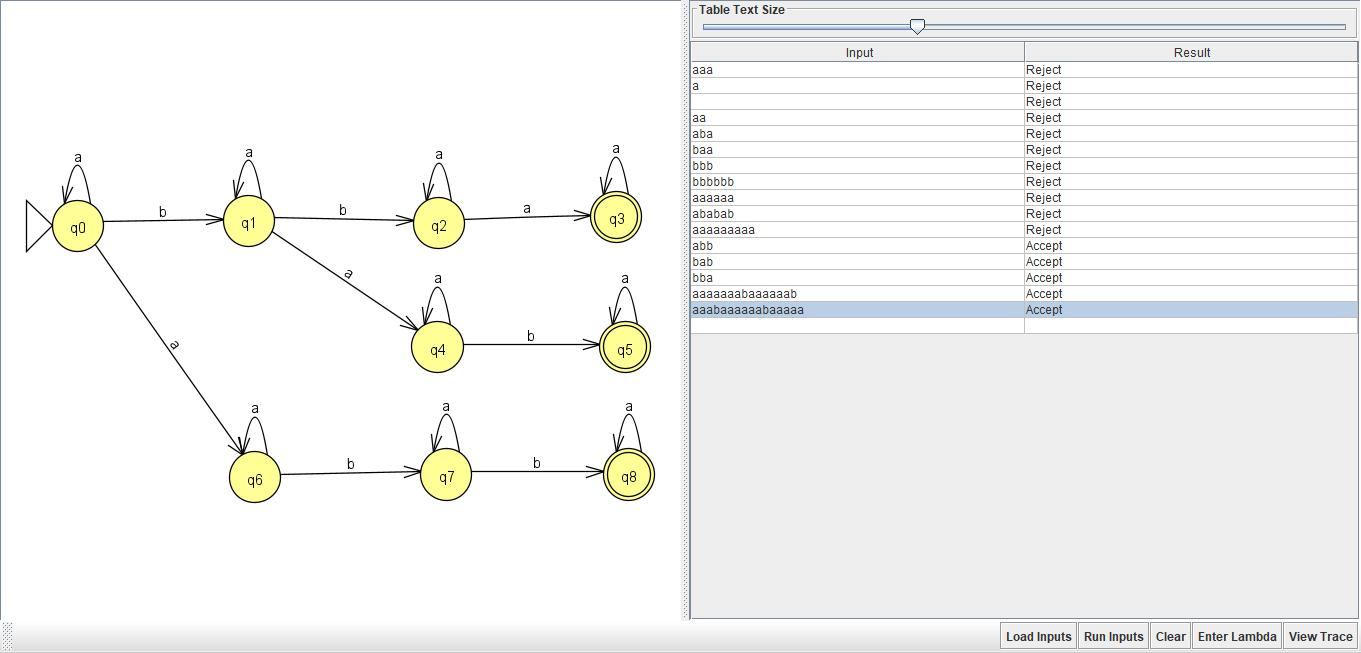 Table Text Size
Input Result
aaa Reject
a Reject
Reject
aa Reject
aba Reject
baa Reject
bbb Reject
bbbbbb Reject
aaaaaa Reject
ababab Reject
aaaaaaaaa Reject
abb Accept
bab Accept
bba Accept
aaaaaaabaaaaaab Accept
aaabaaaaaabaaaaa Accept
a a a a
q0 b q1 b q2 a q3
a a a
q4 b q5
a
a a a
q6 b q7 b q8
Load Inputs Run Inputs Clear Enter Lambda View Trace